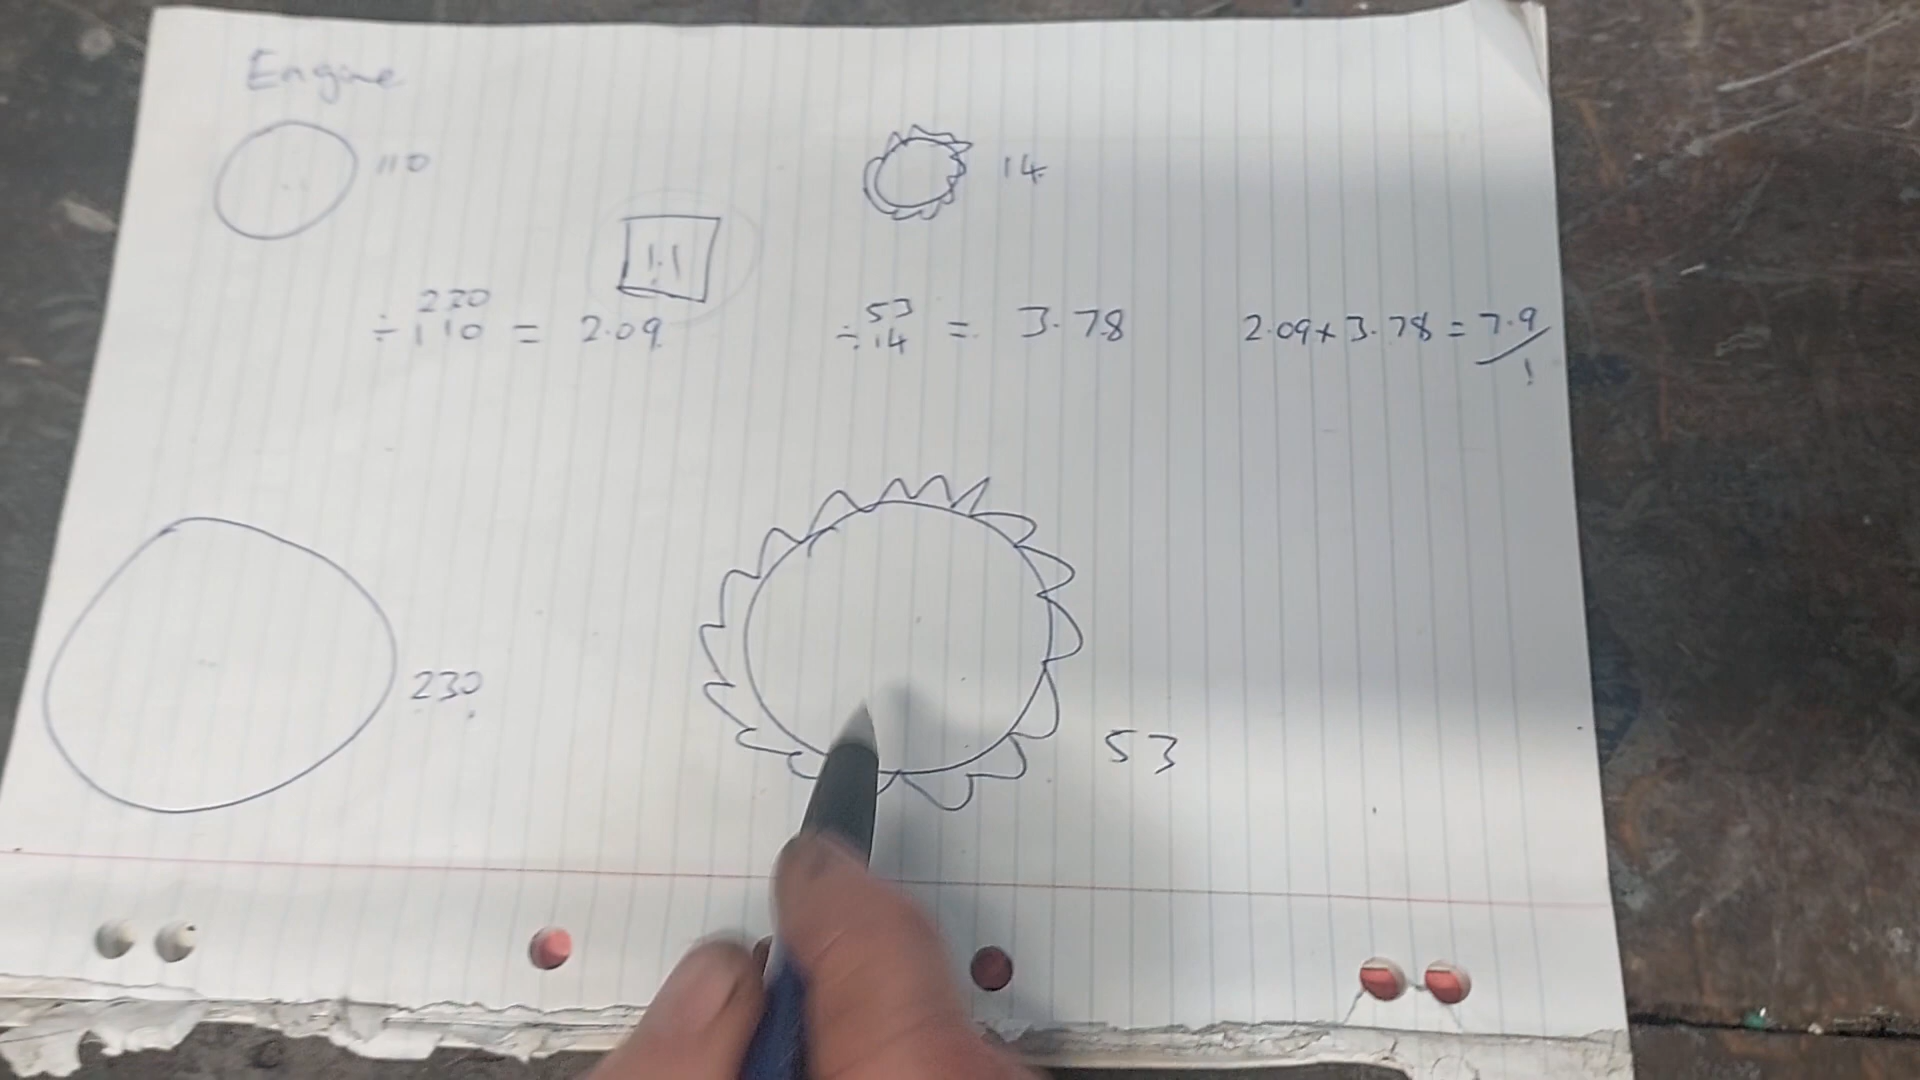 Engine
110
14
1:1
230
÷ 110 = 2.09
53
÷ 14 = 3.78
2.09 x 3.78 = 7.9
1
230
53